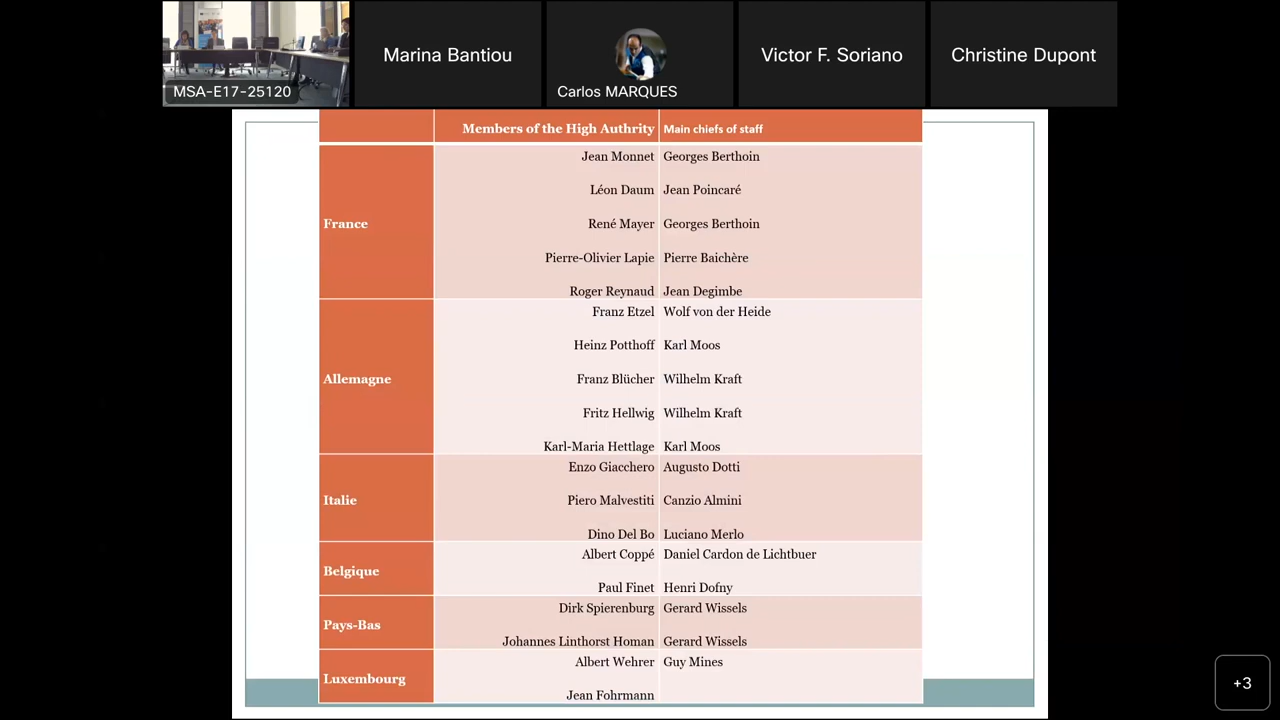 MSA-E17-25120
Marina Bantiou
Carlos MARQUES
Victor F. Soriano
Christine Dupont
Members of the High Authrity Main chiefs of staff
France
Jean Monnet Georges Berthoin
Léon Daum Jean Poincaré
René Mayer Georges Berthoin
Pierre-Olivier Lapie Pierre Baichère
Roger Reynaud Jean Degimbe
Allemagne
Franz Etzel Wolf von der Heide
Heinz Potthoff Karl Moos
Franz Blücher Wilhelm Kraft
Fritz Hellwig Wilhelm Kraft
Karl-Maria Hettlage Karl Moos
Italie
Enzo Giacchero Augusto Dotti
Piero Malvestiti Canzio Almini
Dino Del Bo Luciano Merlo
Belgique
Albert Coppé Daniel Cardon de Lichtbuer
Paul Finet Henri Dofny
Pays-Bas
Dirk Spierenburg Gerard Wissels
Johannes Linthorst Homan Gerard Wissels
Luxembourg
Albert Wehrer Guy Mines
Jean Fohrmann
+3